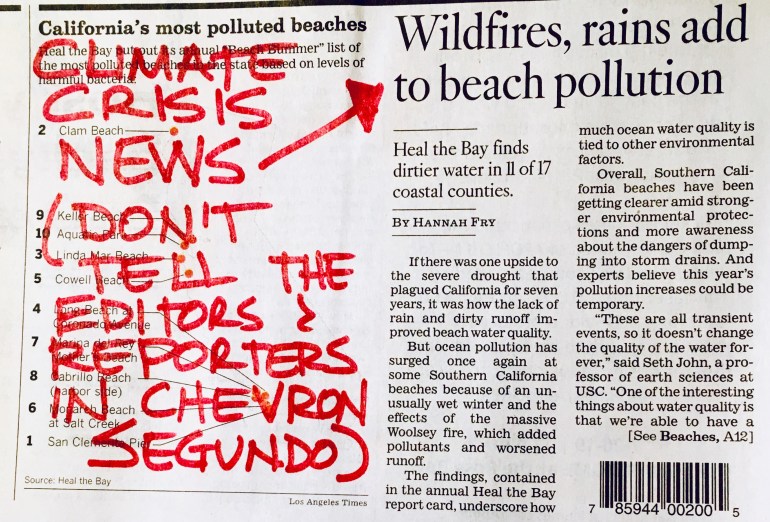 California's most polluted beaches
Heal the Bay put out its annual "Beach Bummer" list of
the most polluted beaches in the state based on levels of
harmful bacteria.
2 Clam Beach
9 Keller Beach
10 Aquatic Park
3 Linda Mar Beach
5 Cowell Beach
4 Long Beach at
Coronado Avenue
7 Marina del Rey
Mother's Beach
8 Cabrillo Beach
(harbor side)
6 Monarch Beach
at Salt Creek
1 San Clemente Pier
Source: Heal the Bay
Los Angeles Times
CLIMATE
CRISIS
NEWS
(DON'T
TELL THE
EDITORS &
REPORTERS
IN CHEVRON
SEGUNDO)
Wildfires, rains add
to beach pollution
Heal the Bay finds
dirtier water in 11 of 17
coastal counties.
By Hannah Fry
If there was one upside to
the severe drought that
plagued California for seven
years, it was how the lack of
rain and dirty runoff im-
proved beach water quality.
But ocean pollution has
surged once again at
some Southern California
beaches because of an un-
usually wet winter and the
effects of the massive
Woolsey fire, which added
pollutants and worsened
runoff.
The findings, contained
in the annual Heal the Bay
report card, underscore how
much ocean water quality is
tied to other environmental
factors.
Overall, Southern Cali-
fornia beaches have been
getting clearer amid strong-
er environmental protec-
tions and more awareness
about the dangers of dump-
ing into storm drains. And
experts believe this year's
pollution increases could be
temporary.
"These are all transient
events, so it doesn't change
the quality of the water for-
ever," said Seth John, a pro-
fessor of earth sciences at
USC. "One of the interesting
things about water quality is
that we're able to have a
[See Beaches, A12]
7 85944 00200 5